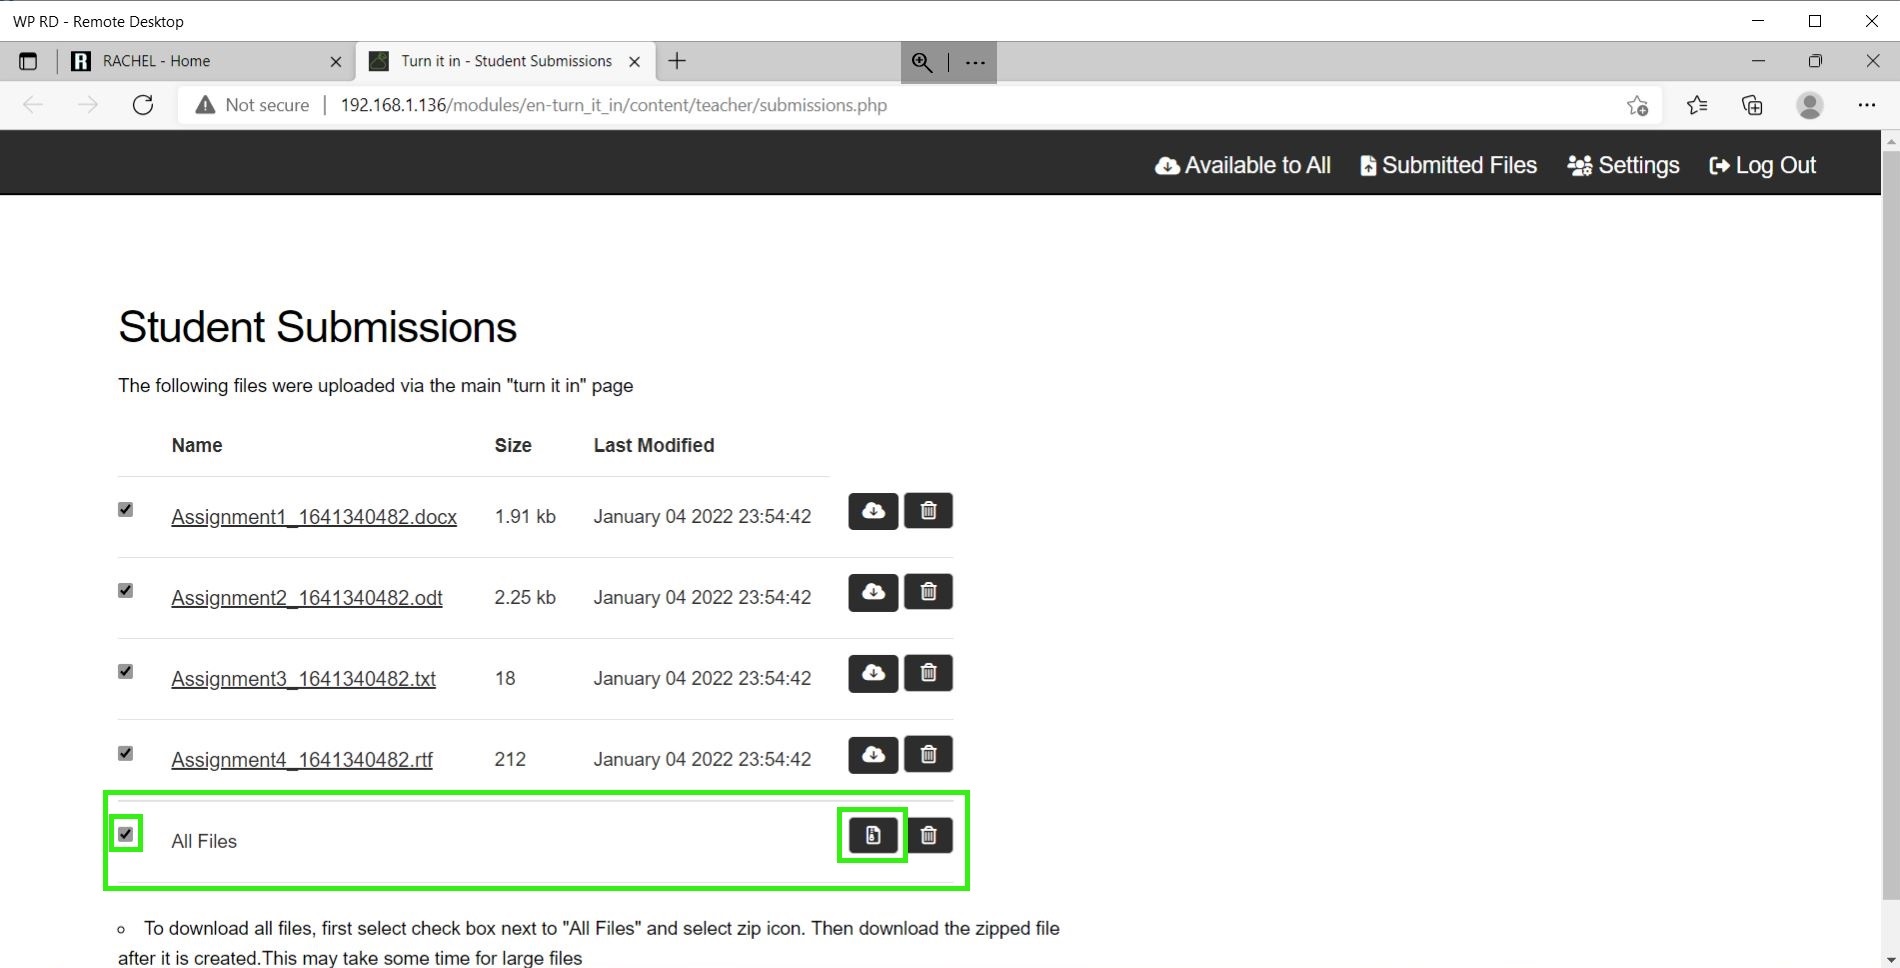 WP RD - Remote Desktop
RACHEL - Home
Turn it in - Student Submissions
Not secure | 192.168.1.136/modules/en-turn_it_in/content/teacher/submissions.php
Available to All Submitted Files Settings Log Out
Student Submissions
The following files were uploaded via the main "turn it in" page
Name Size Last Modified
Assignment1_1641340482.docx 1.91 kb January 04 2022 23:54:42
Assignment2_1641340482.odt 2.25 kb January 04 2022 23:54:42
Assignment3_1641340482.txt 18 January 04 2022 23:54:42
Assignment4_1641340482.rtf 212 January 04 2022 23:54:42
All Files
To download all files, first select check box next to "All Files" and select zip icon. Then download the zipped file
after it is created.This may take some time for large files